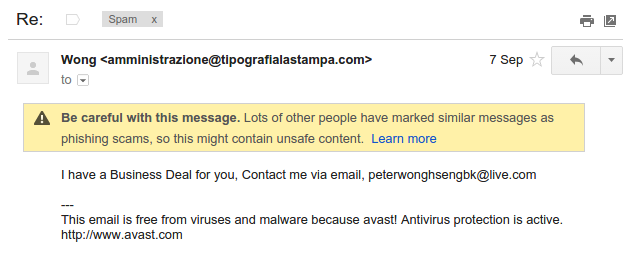 Re: Spam x
Wong <amministrazione@tipografialastampa.com> 7 Sep
to
Be careful with this message. Lots of other people have marked similar messages as
phishing scams, so this might contain unsafe content. Learn more
I have a Business Deal for you, Contact me via email, peterwonghsengbk@live.com
---
This email is free from viruses and malware because avast! Antivirus protection is active.
http://www.avast.com